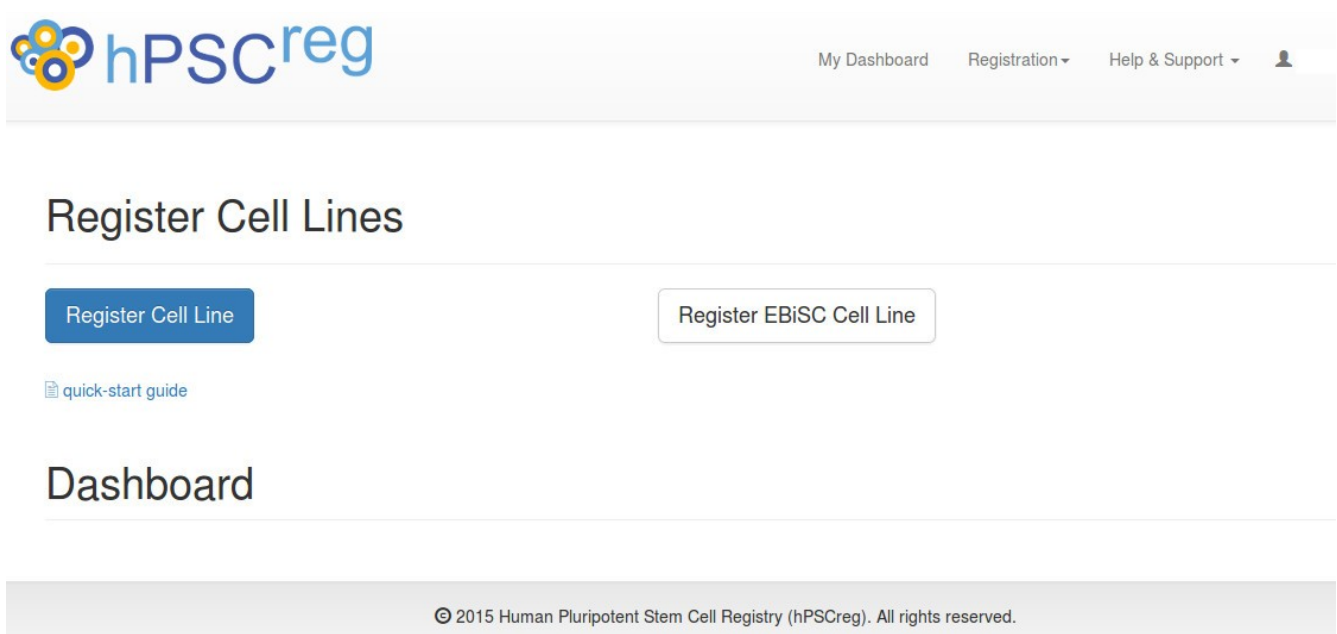 hPSCreg
My Dashboard Registration Help & Support
Register Cell Lines
Register Cell Line Register EBiSC Cell Line
quick-start guide
Dashboard
© 2015 Human Pluripotent Stem Cell Registry (hPSCreg). All rights reserved.